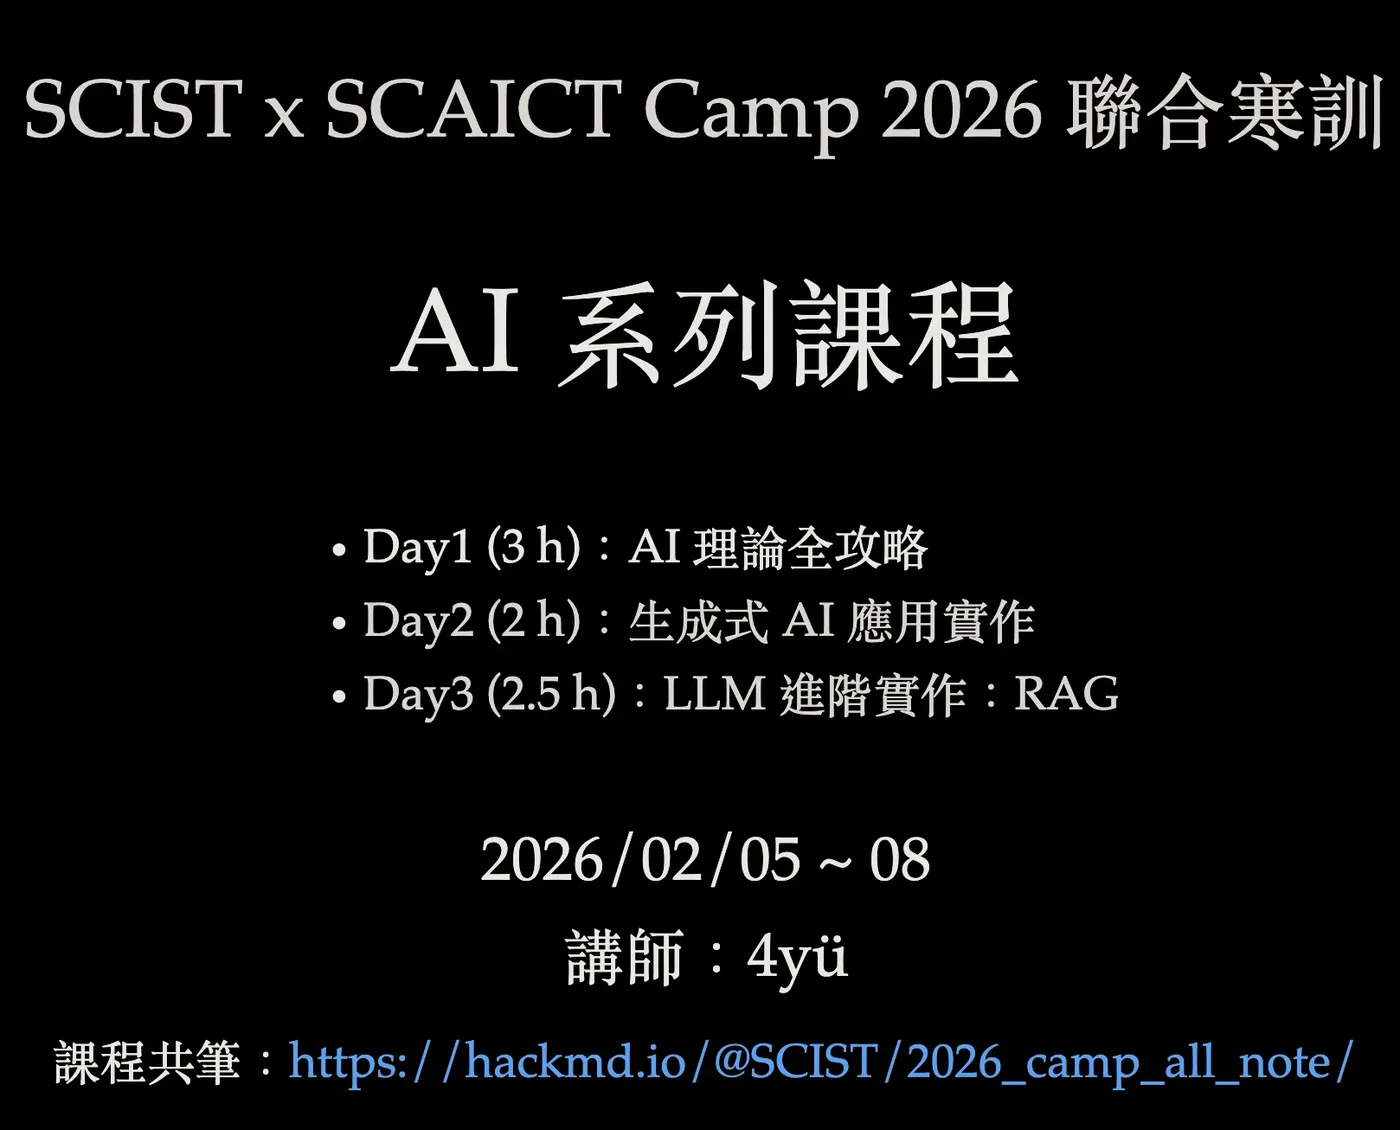 SCIST x SCAICT Camp 2026 聯合寒訓
AI 系列課程
• Day1 (3 h)：AI 理論全攻略
• Day2 (2 h)：生成式 AI 應用實作
• Day3 (2.5 h)：LLM 進階實作：RAG
2026/02/05 ~ 08
講師：4yü
課程共筆：https://hackmd.io/@SCIST/2026_camp_all_note/